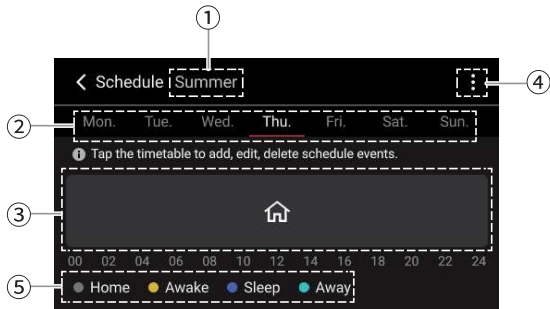 ①
Schedule Summer
④
②
Mon. Tue. Wed. Thu. Fri. Sat. Sun.
Tap the timetable to add, edit, delete schedule events.
③
00 02 04 06 08 10 12 14 16 18 20 22 24
⑤
Home Awake Sleep Away